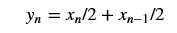 yₙ = xₙ/2 + xₙ₋₁/2